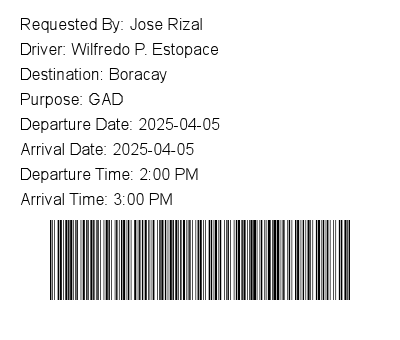 Requested By: Jose Rizal
Driver: Wilfredo P. Estopace
Destination: Boracay
Purpose: GAD
Departure Date: 2025-04-05
Arrival Date: 2025-04-05
Departure Time: 2:00 PM
Arrival Time: 3:00 PM